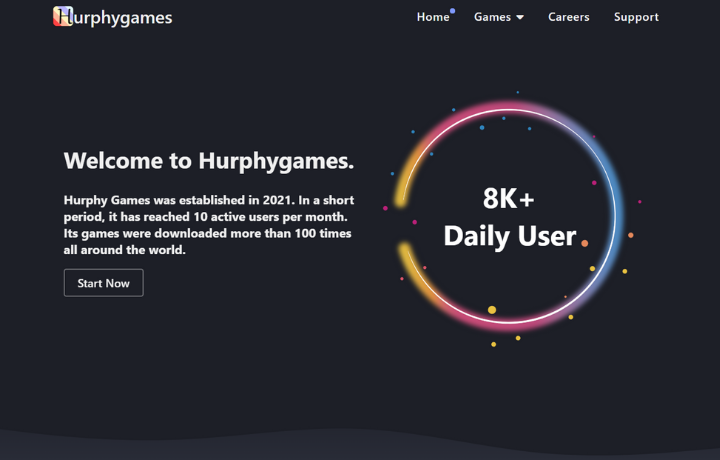 Hurphygames
Home
Games
Careers
Support
Welcome to Hurphygames.
Hurphy Games was established in 2021. In a short
period, it has reached 10 active users per month.
Its games were downloaded more than 100 times
all around the world.
Start Now
8K+
Daily User